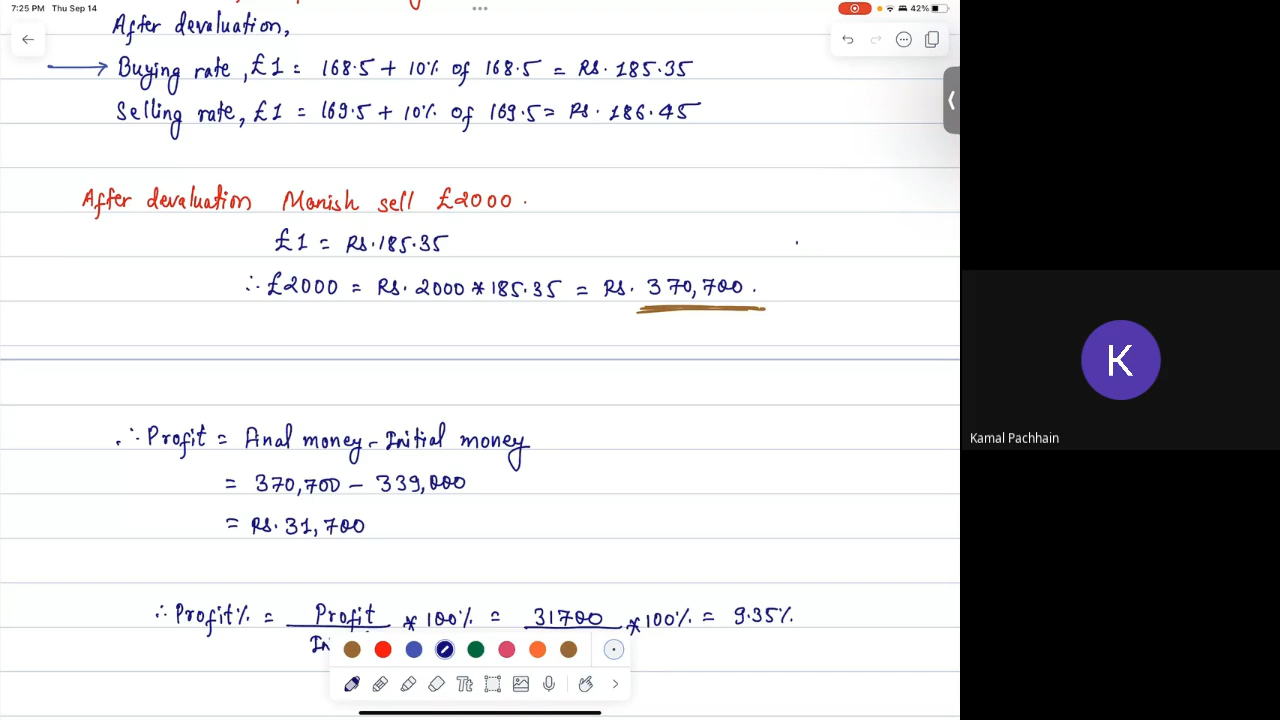 7:25 PM Thu Sep 14
42%
After devaluation,
Buying rate, £1 = 168.5 + 10% of 168.5 = Rs. 185.35
Selling rate, £1 = 169.5 + 10% of 169.5 = Rs. 186.45
After devaluation Manish sell £2000.
£1 = Rs. 185.35
∴ £2000 = Rs. 2000 * 185.35 = Rs. 370,700.
∴ Profit = Final money - Initial money
= 370,700 - 339,000
= Rs. 31,700
∴ Profit% = Profit * 100% = 31700 * 100% = 9.35%
In
Tt
K
Kamal Pachhain